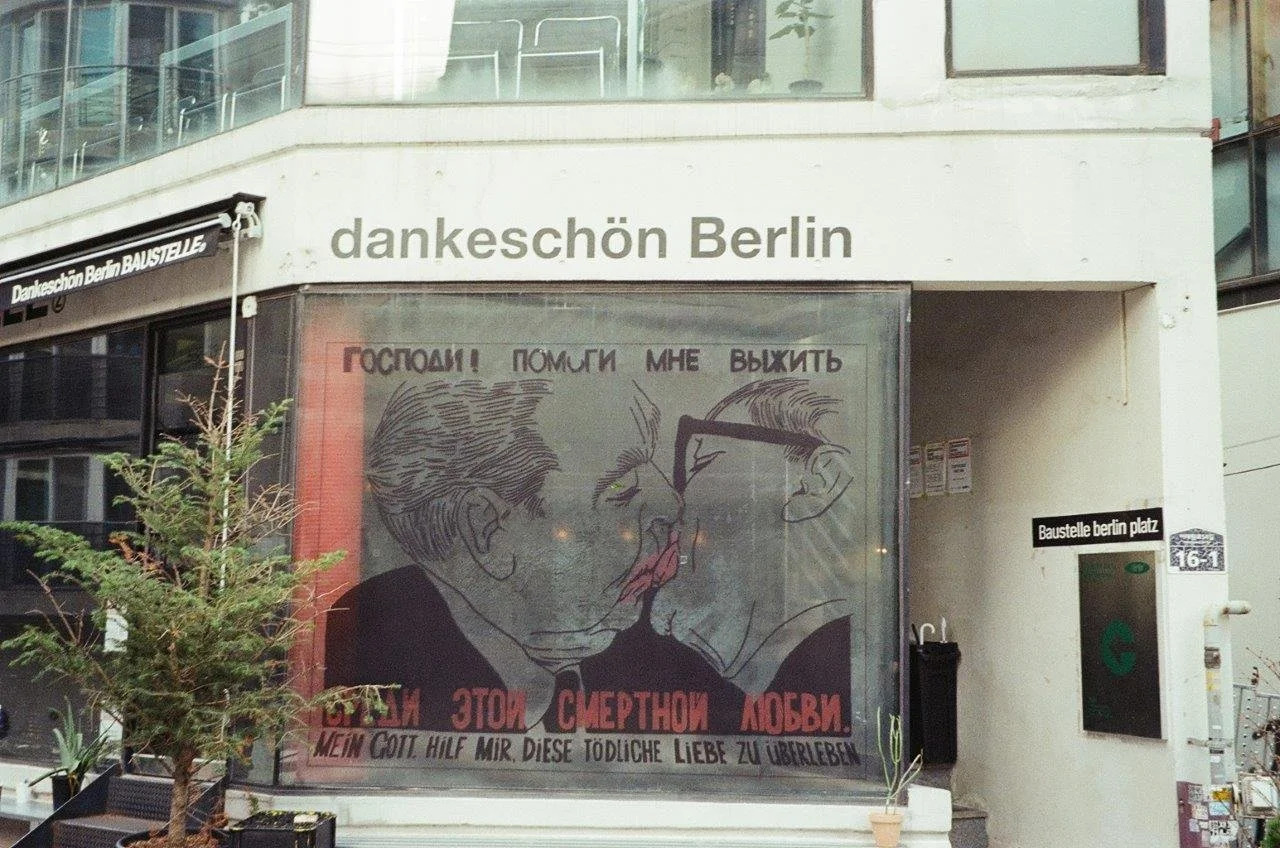 dankeschön Berlin
Dankeschön Berlin BAUSTELLE.
ГОСПОДИ! ПОМОГИ МНЕ ВЫЖИТЬ
СРЕДИ ЭТОЙ СМЕРТНОЙ ЛЮБВИ.
MEIN GOTT. HILF MIR, DIESE TÖDLICHE LIEBE ZU ÜBERLEBEN
Baustelle berlin platz
16-1
G